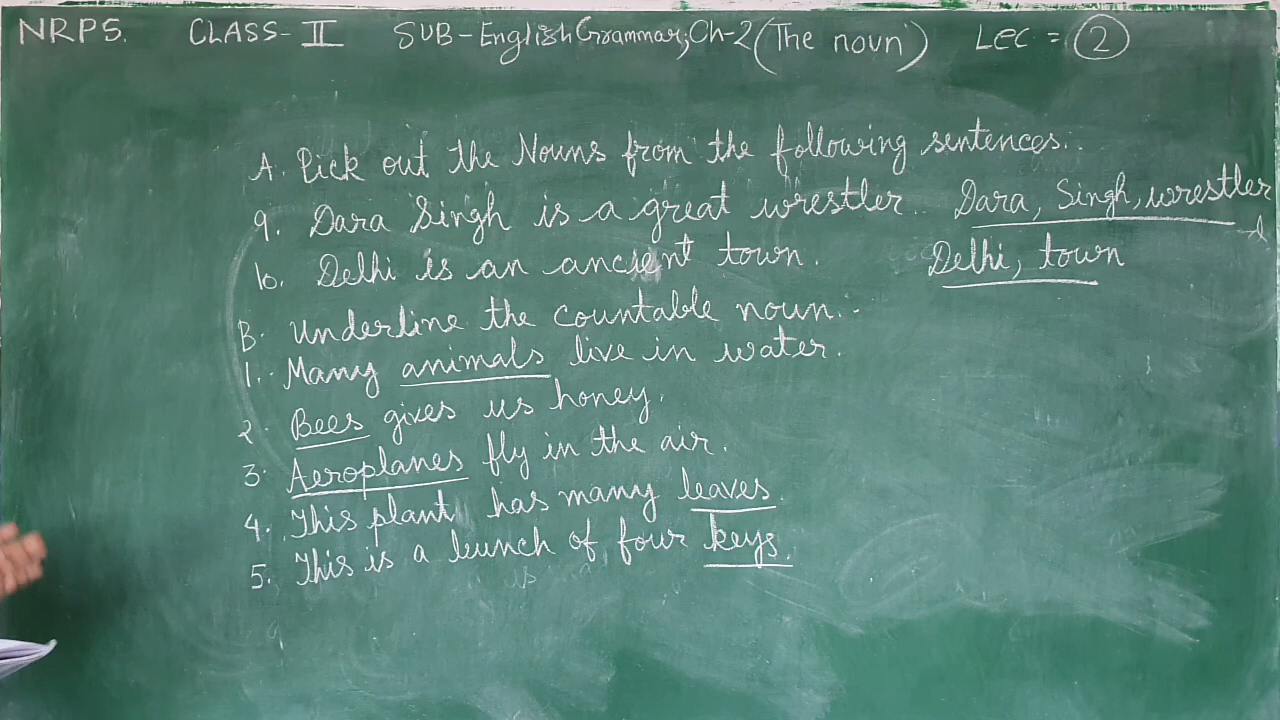 NRPS. CLASS-II SUB-English Grammar, Ch-2 (The noun) Lec = 2
A. Pick out the Nouns from the following sentences..
9. Dara Singh is a great wrestler. Dara, Singh, wrestler
10. Delhi is an ancient town. Delhi, town
B. Underline the countable noun..
1. Many animals live in water.
2. Bees gives us honey.
3. Aeroplanes fly in the air.
4. This plant has many leaves.
5. This is a bunch of four keys.